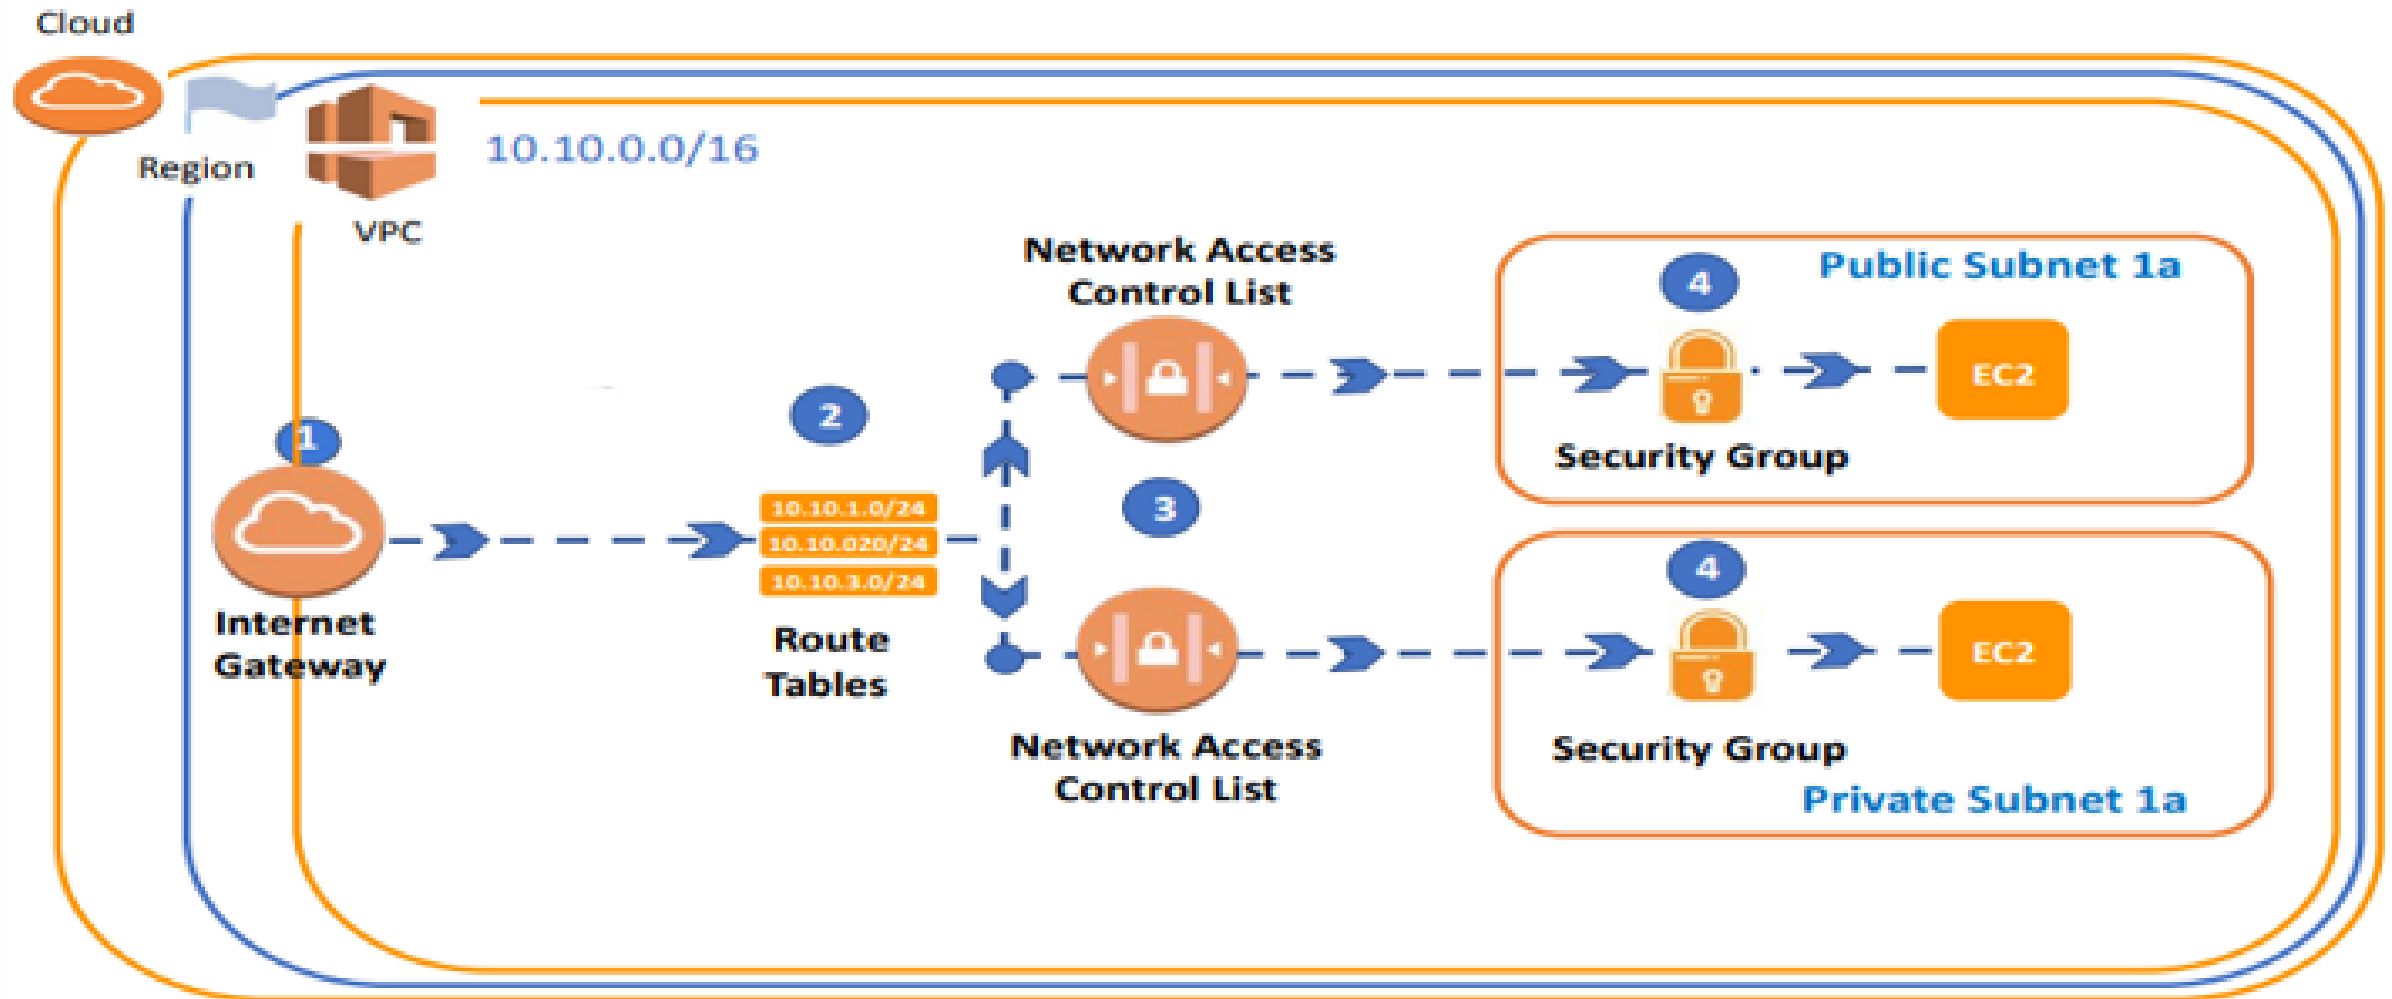 Cloud
Region
VPC
10.10.0.0/16
1
Internet
Gateway
2
10.10.1.0/24
10.10.020/24
10.10.3.0/24
Route
Tables
Network Access
Control List
3
Network Access
Control List
Public Subnet 1a
4
Security Group
EC2
4
Security Group
EC2
Private Subnet 1a